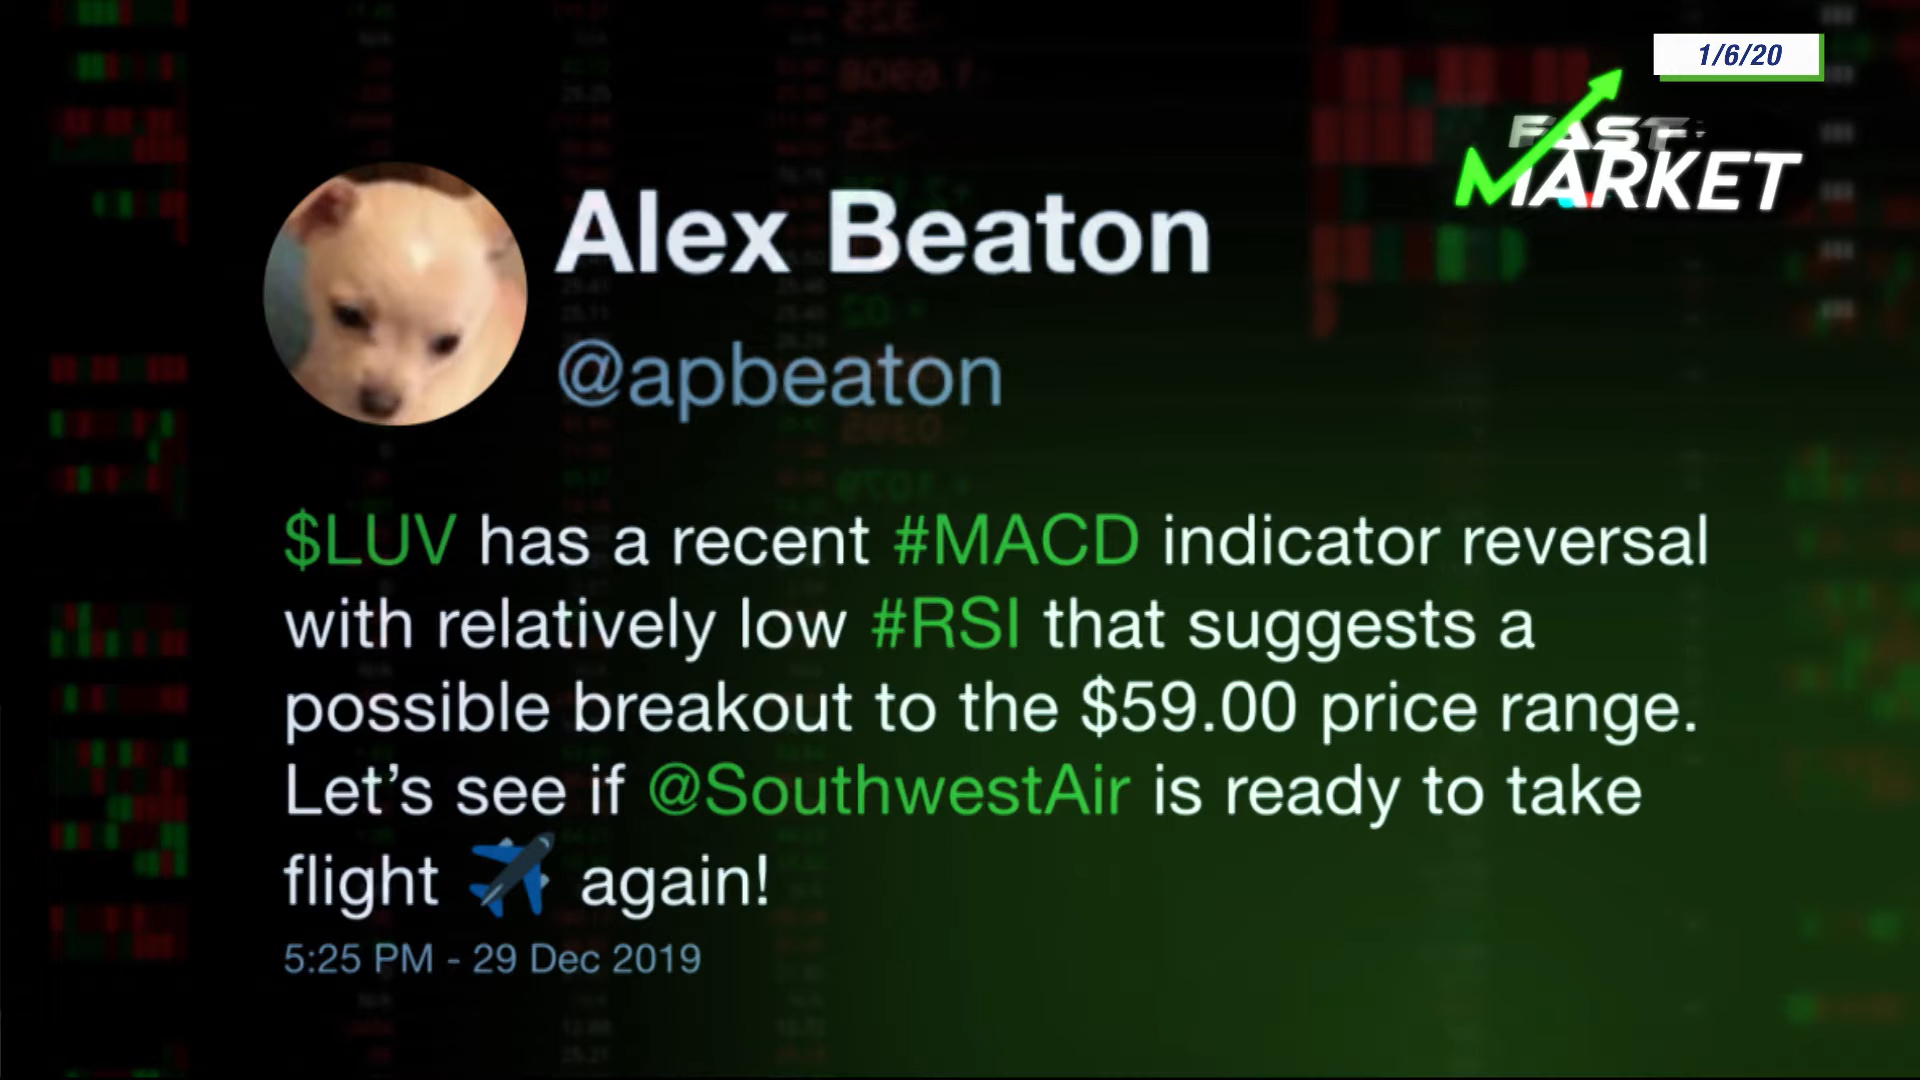 1/6/20
FAST
MARKET
Alex Beaton
@apbeaton
$LUV has a recent #MACD indicator reversal
with relatively low #RSI that suggests a
possible breakout to the $59.00 price range.
Let’s see if @SouthwestAir is ready to take
flight ✈️ again!
5:25 PM - 29 Dec 2019